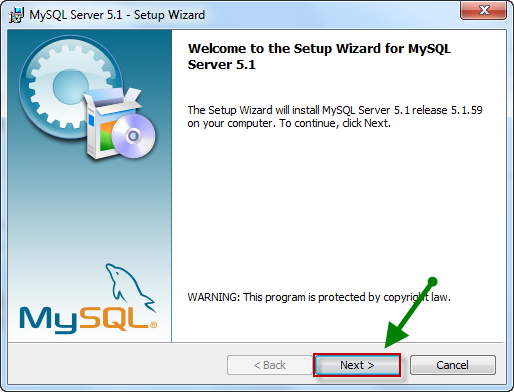 MySQL Server 5.1 - Setup Wizard
Welcome to the Setup Wizard for MySQL
Server 5.1
The Setup Wizard will install MySQL Server 5.1 release 5.1.59
on your computer. To continue, click Next.
MySQL®
WARNING: This program is protected by copyright law.
< Back
Next >
Cancel